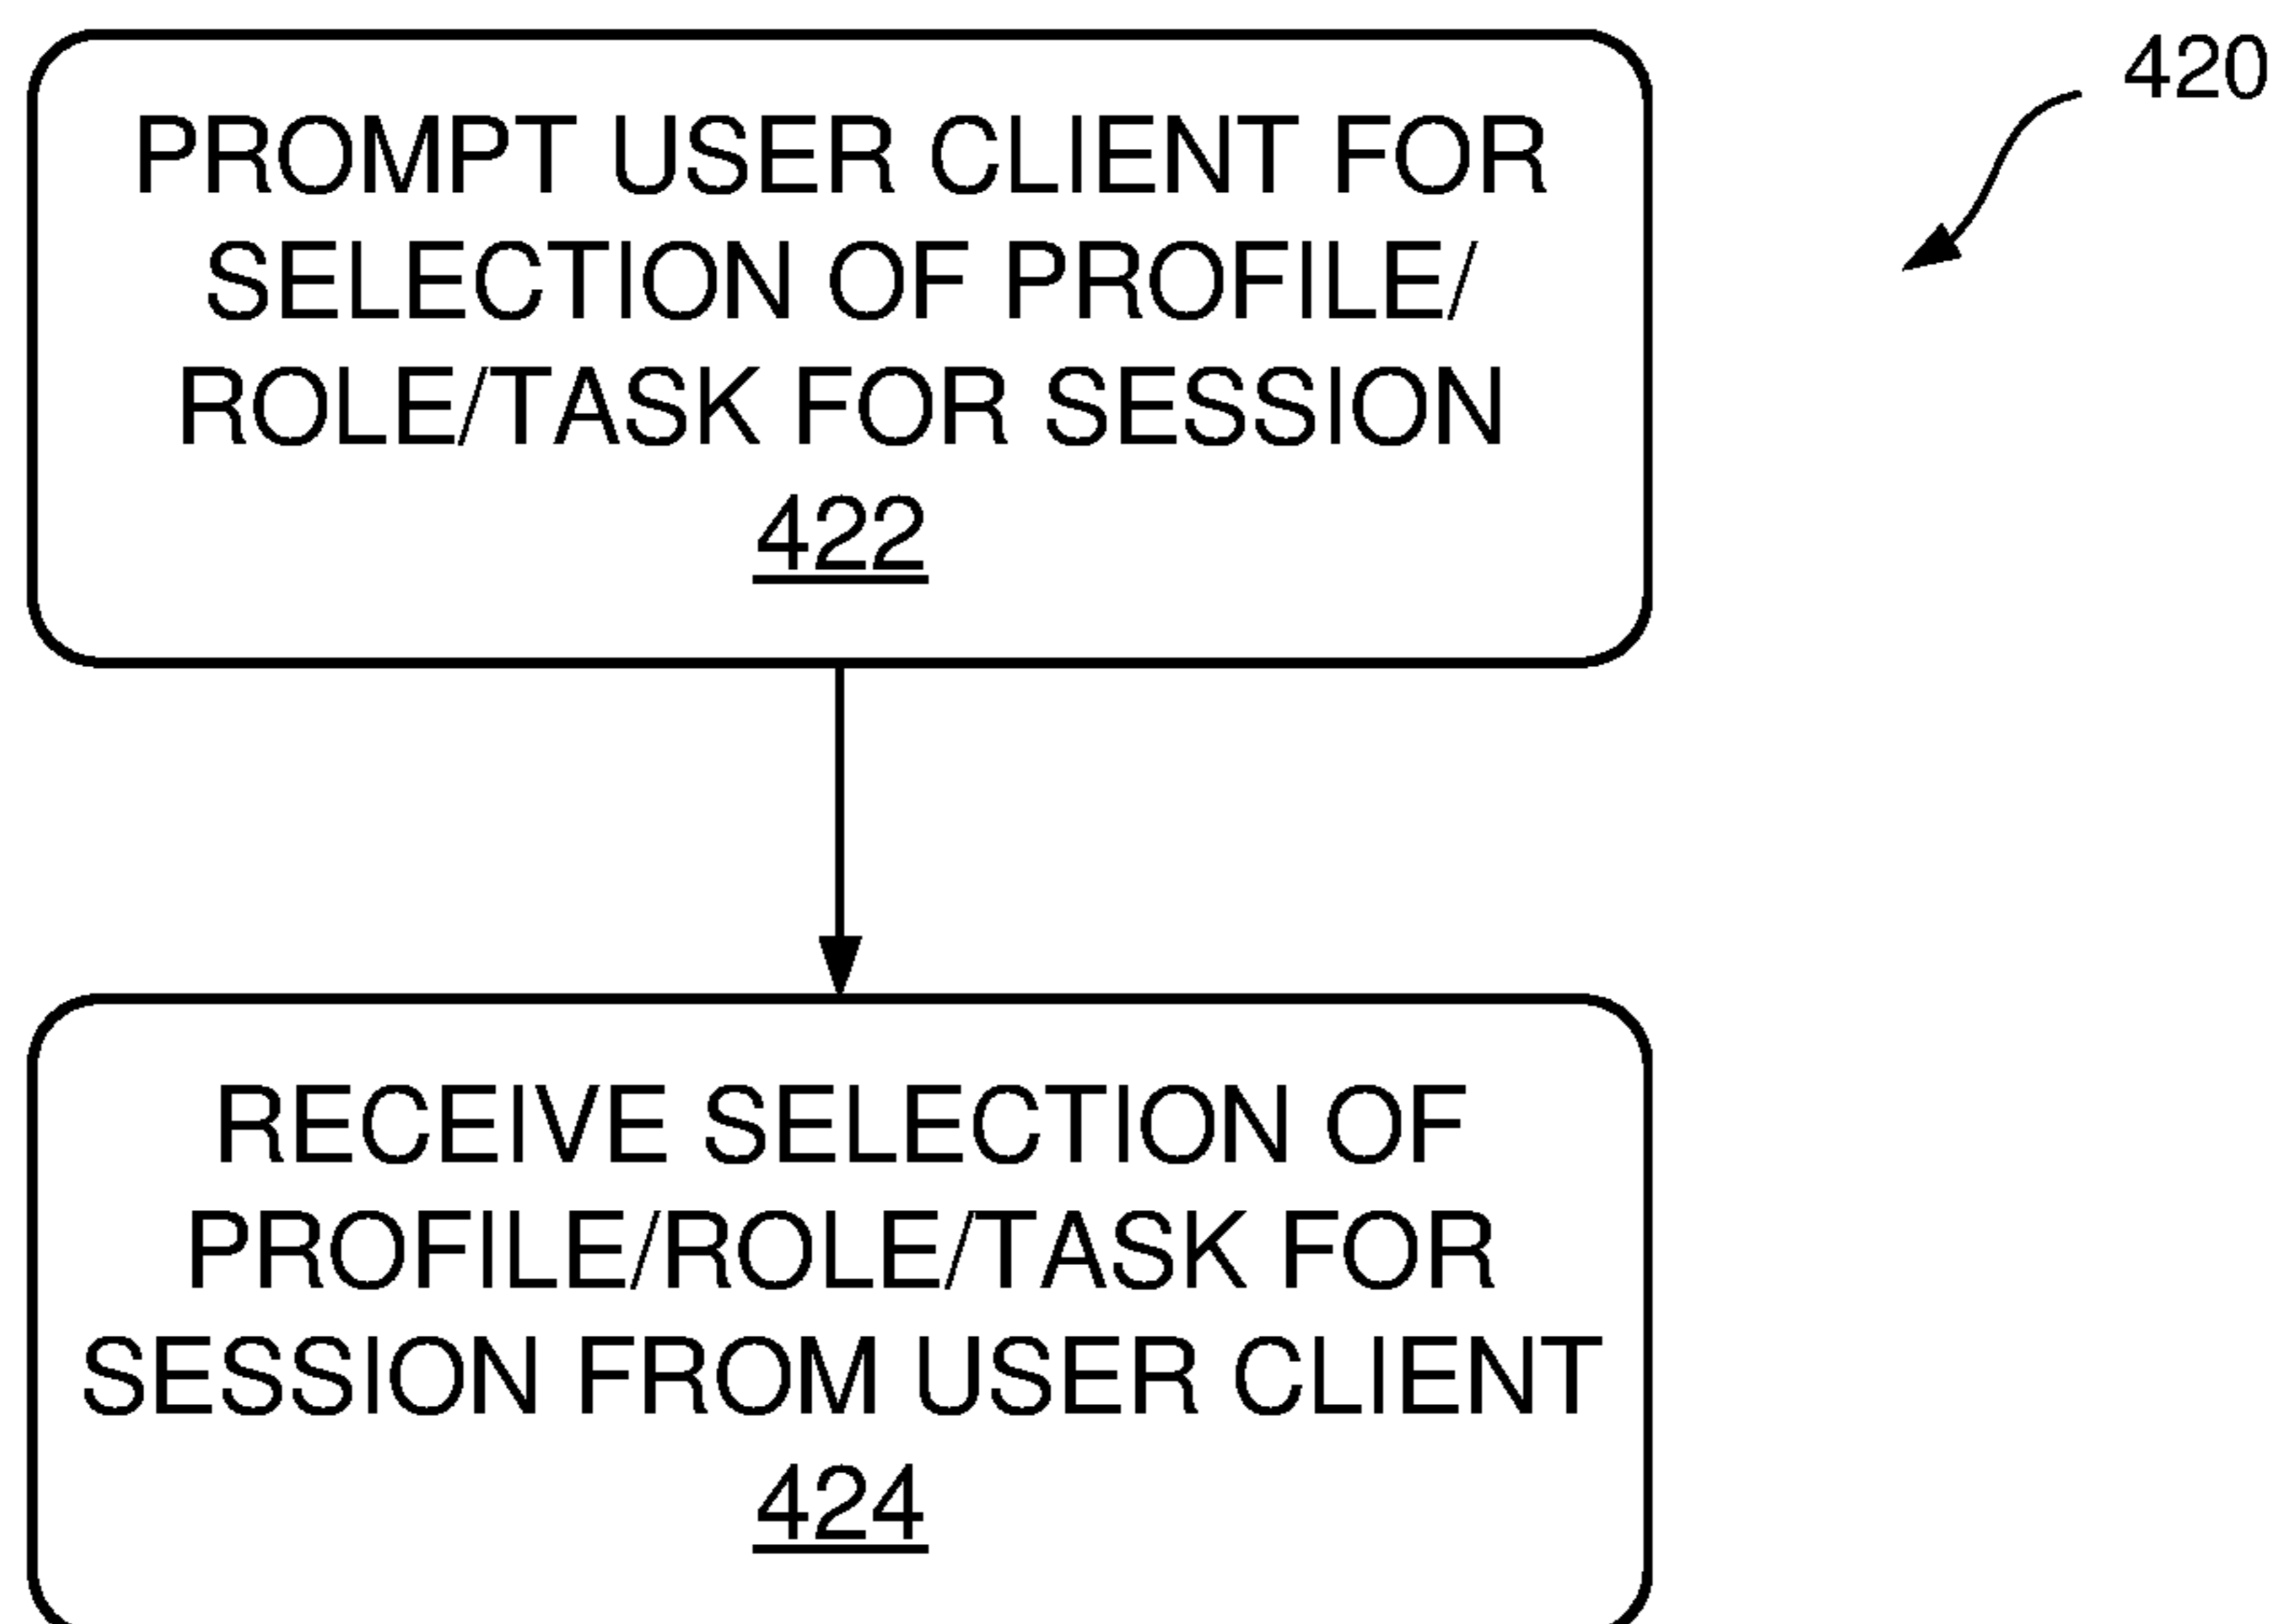 420
PROMPT USER CLIENT FOR
SELECTION OF PROFILE/
ROLE/TASK FOR SESSION
422
RECEIVE SELECTION OF
PROFILE/ROLE/TASK FOR
SESSION FROM USER CLIENT
424